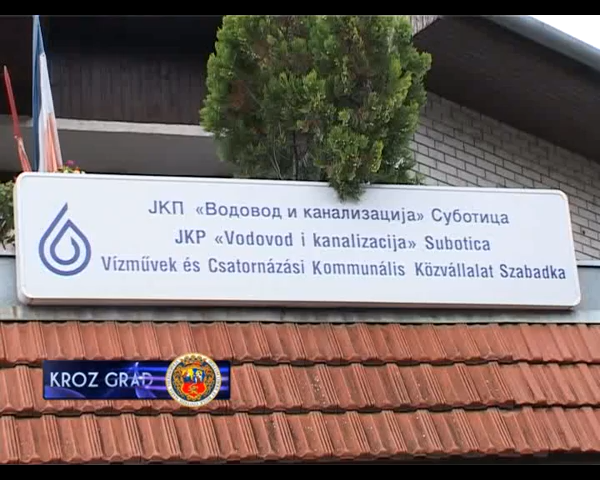 ЈКП «Водовод и канализација» Суботица
JKP «Vodovod i kanalizacija» Subotica
Vízművek és Csatornázási Kommunális Közvállalat Szabadka
KROZ GRAD